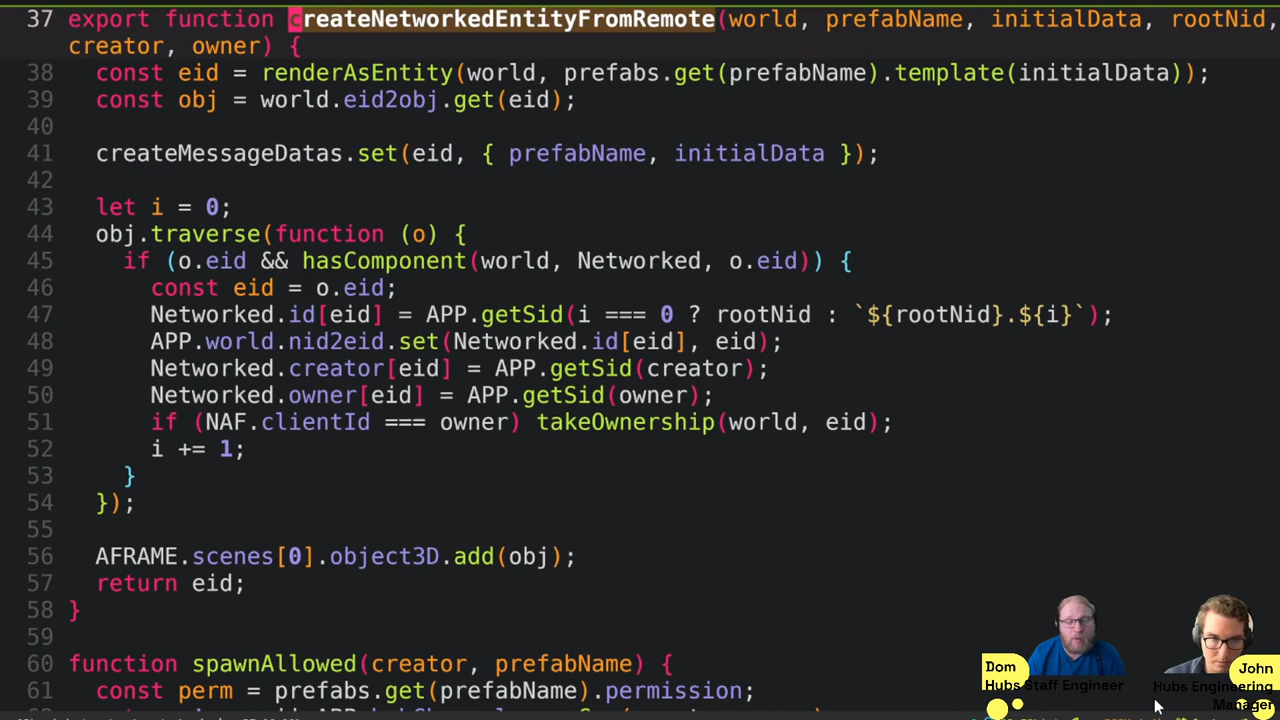 37 export function createNetworkedEntityFromRemote(world, prefabName, initialData, rootNid,
creator, owner) {
38 const eid = renderAsEntity(world, prefabs.get(prefabName).template(initialData));
39 const obj = world.eid2obj.get(eid);
40
41 createMessageDatas.set(eid, { prefabName, initialData });
42
43 let i = 0;
44 obj.traverse(function (o) {
45 if (o.eid && hasComponent(world, Networked, o.eid)) {
46 const eid = o.eid;
47 Networked.id[eid] = APP.getSid(i === 0 ? rootNid : `${rootNid}.${i}`);
48 APP.world.nid2eid.set(Networked.id[eid], eid);
49 Networked.creator[eid] = APP.getSid(creator);
50 Networked.owner[eid] = APP.getSid(owner);
51 if (NAF.clientId === owner) takeOwnership(world, eid);
52 i += 1;
53 }
54 });
55
56 AFRAME.scenes[0].object3D.add(obj);
57 return eid;
58 }
59
60 function spawnAllowed(creator, prefabName) {
61 const perm = prefabs.get(prefabName).permission;
Dom
Hubs Staff Engineer
John
Hubs Engineering
Manager